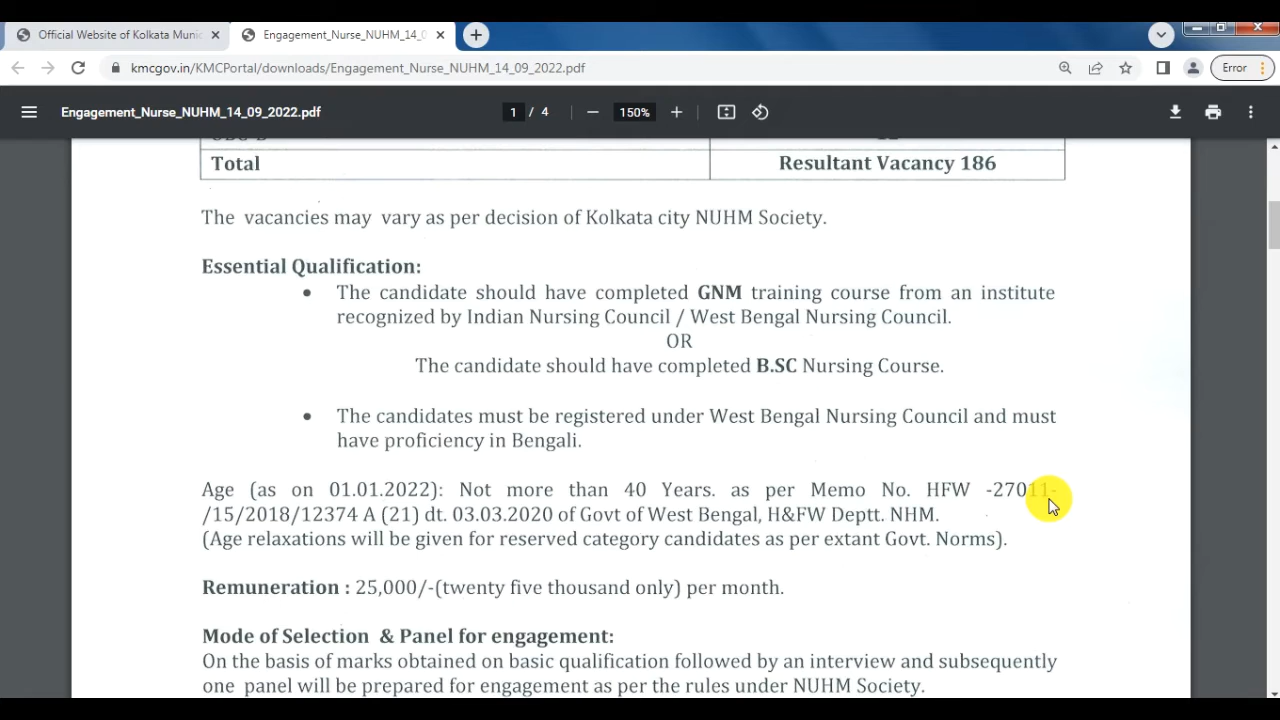 Official Website of Kolkata Munic
Engagement_Nurse_NUHM_14_0
kmcgov.in/KMCPortal/downloads/Engagement_Nurse_NUHM_14_09_2022.pdf
Error
Engagement_Nurse_NUHM_14_09_2022.pdf
1 / 4
150%
Total Resultant Vacancy 186
The vacancies may vary as per decision of Kolkata city NUHM Society.
Essential Qualification:
• The candidate should have completed GNM training course from an institute
recognized by Indian Nursing Council / West Bengal Nursing Council.
OR
The candidate should have completed B.SC Nursing Course.
• The candidates must be registered under West Bengal Nursing Council and must
have proficiency in Bengali.
Age (as on 01.01.2022): Not more than 40 Years. as per Memo No. HFW -27011-
/15/2018/12374 A (21) dt. 03.03.2020 of Govt of West Bengal, H&FW Deptt. NHM.
(Age relaxations will be given for reserved category candidates as per extant Govt. Norms).
Remuneration : 25,000/-(twenty five thousand only) per month.
Mode of Selection & Panel for engagement:
On the basis of marks obtained on basic qualification followed by an interview and subsequently
one panel will be prepared for engagement as per the rules under NUHM Society.